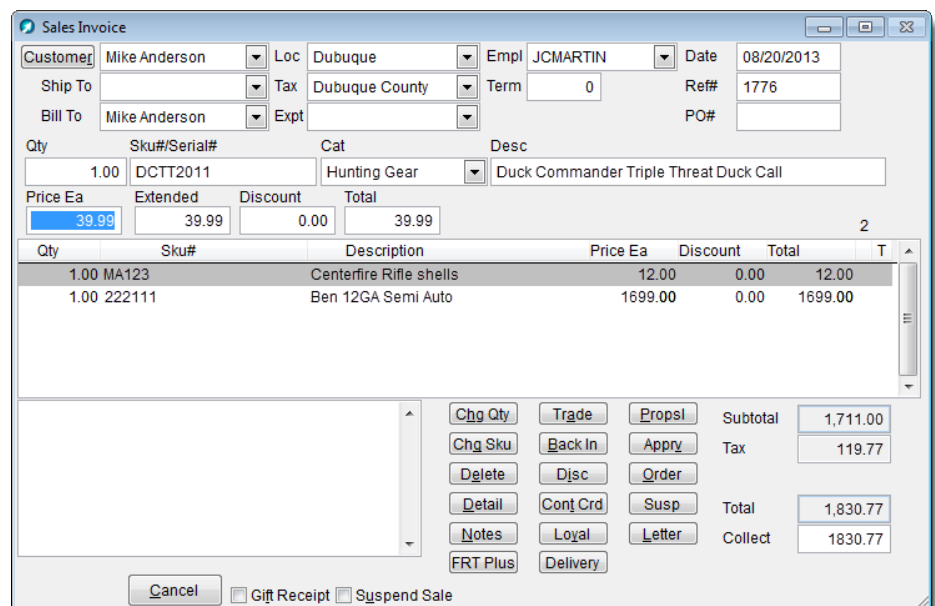 Sales Invoice
Customer Mike Anderson Loc Dubuque Empl JCMARTIN Date 08/20/2013
Ship To Tax Dubuque County Term 0 Ref# 1776
Bill To Mike Anderson Expt PO#
Qty Sku#/Serial# Cat Desc
1.00 DCTT2011 Hunting Gear Duck Commander Triple Threat Duck Call
Price Ea Extended Discount Total
39.99 39.99 0.00 39.99 2
Qty Sku# Description Price Ea Discount Total T
1.00 MA123 Centerfire Rifle shells 12.00 0.00 12.00
1.00 222111 Ben 12GA Semi Auto 1699.00 0.00 1699.00
Chg Qty Trade Propsl Subtotal 1,711.00
Chg Sku Back In Appry Tax 119.77
Delete Disc Order
Detail Cont Crd Susp Total 1,830.77
Notes Loyal Letter Collect 1830.77
FRT Plus Delivery
Cancel Gift Receipt Suspend Sale